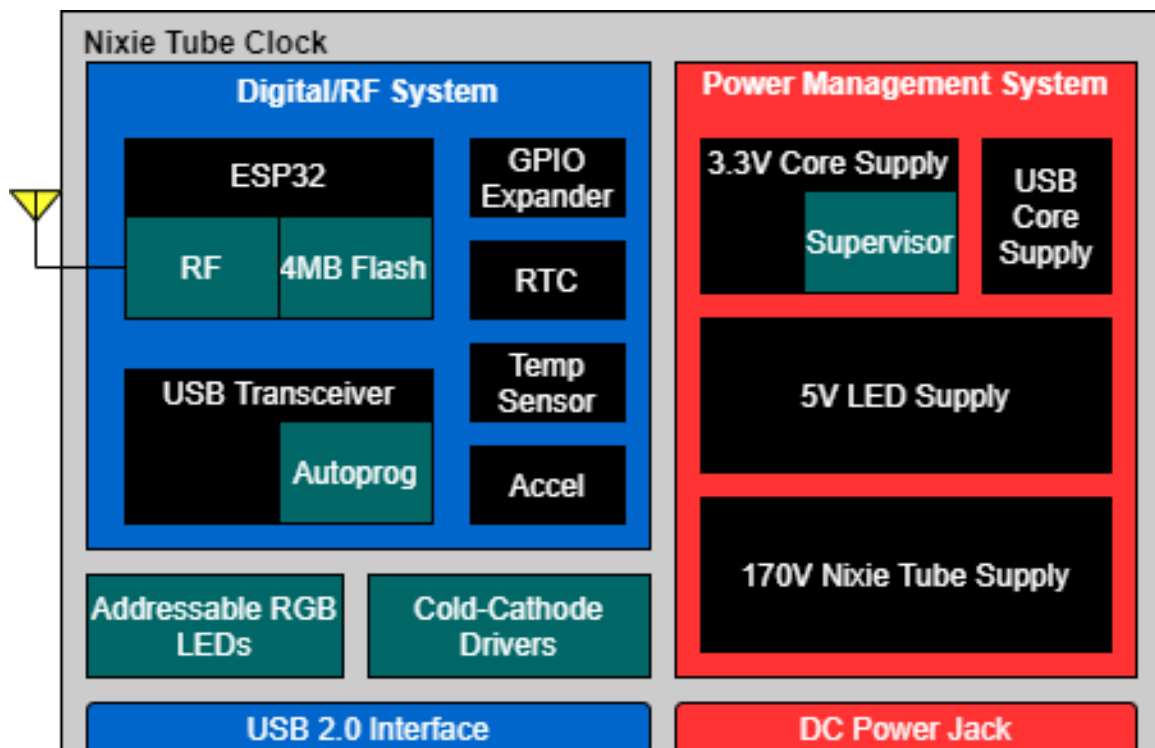 Nixie Tube Clock
Digital/RF System
ESP32
RF
4MB Flash
GPIO
Expander
RTC
USB Transceiver
Autoprog
Temp
Sensor
Accel
Addressable RGB
LEDs
Cold-Cathode
Drivers
USB 2.0 Interface
Power Management System
3.3V Core Supply
Supervisor
USB
Core
Supply
5V LED Supply
170V Nixie Tube Supply
DC Power Jack